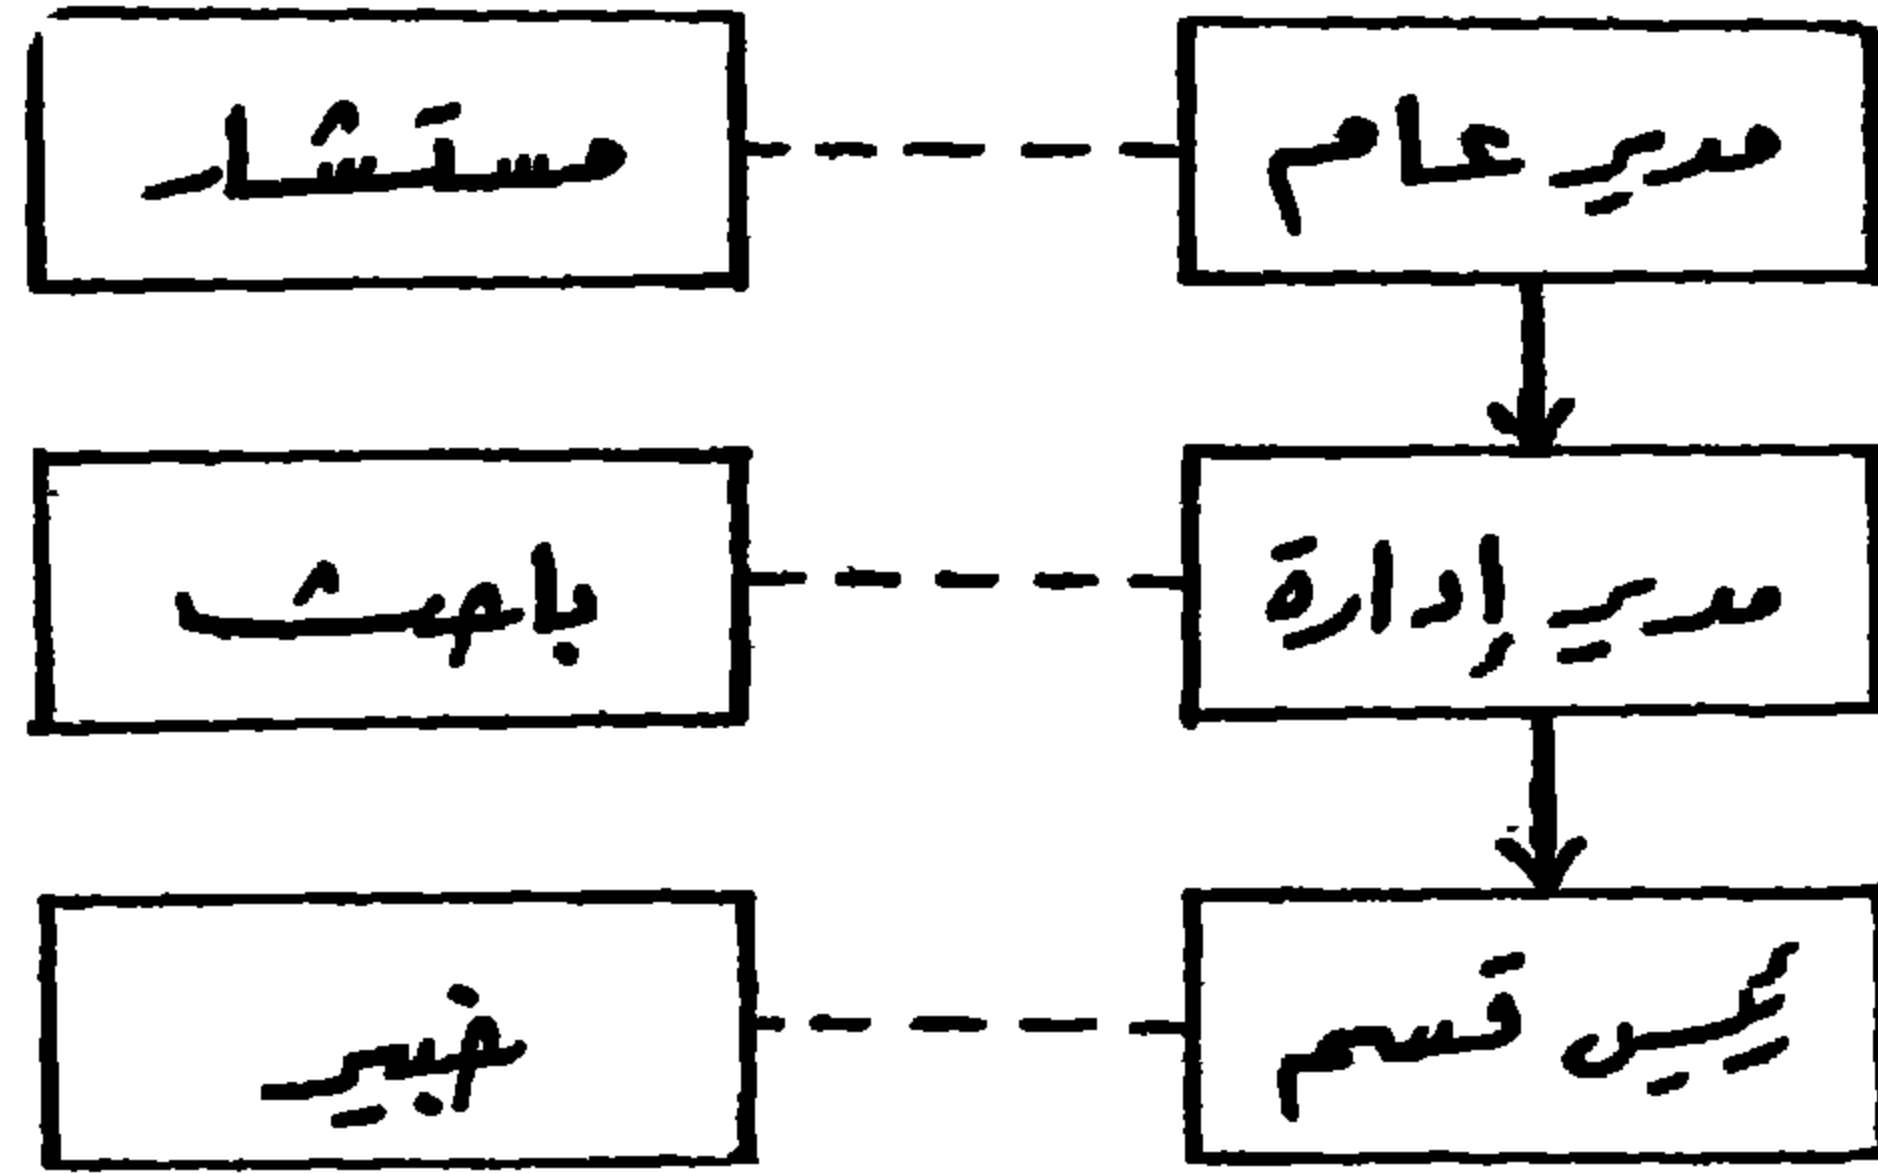 مدير عام
مستشار
مدير إدارة
باحث
رئيس قسم
خبير